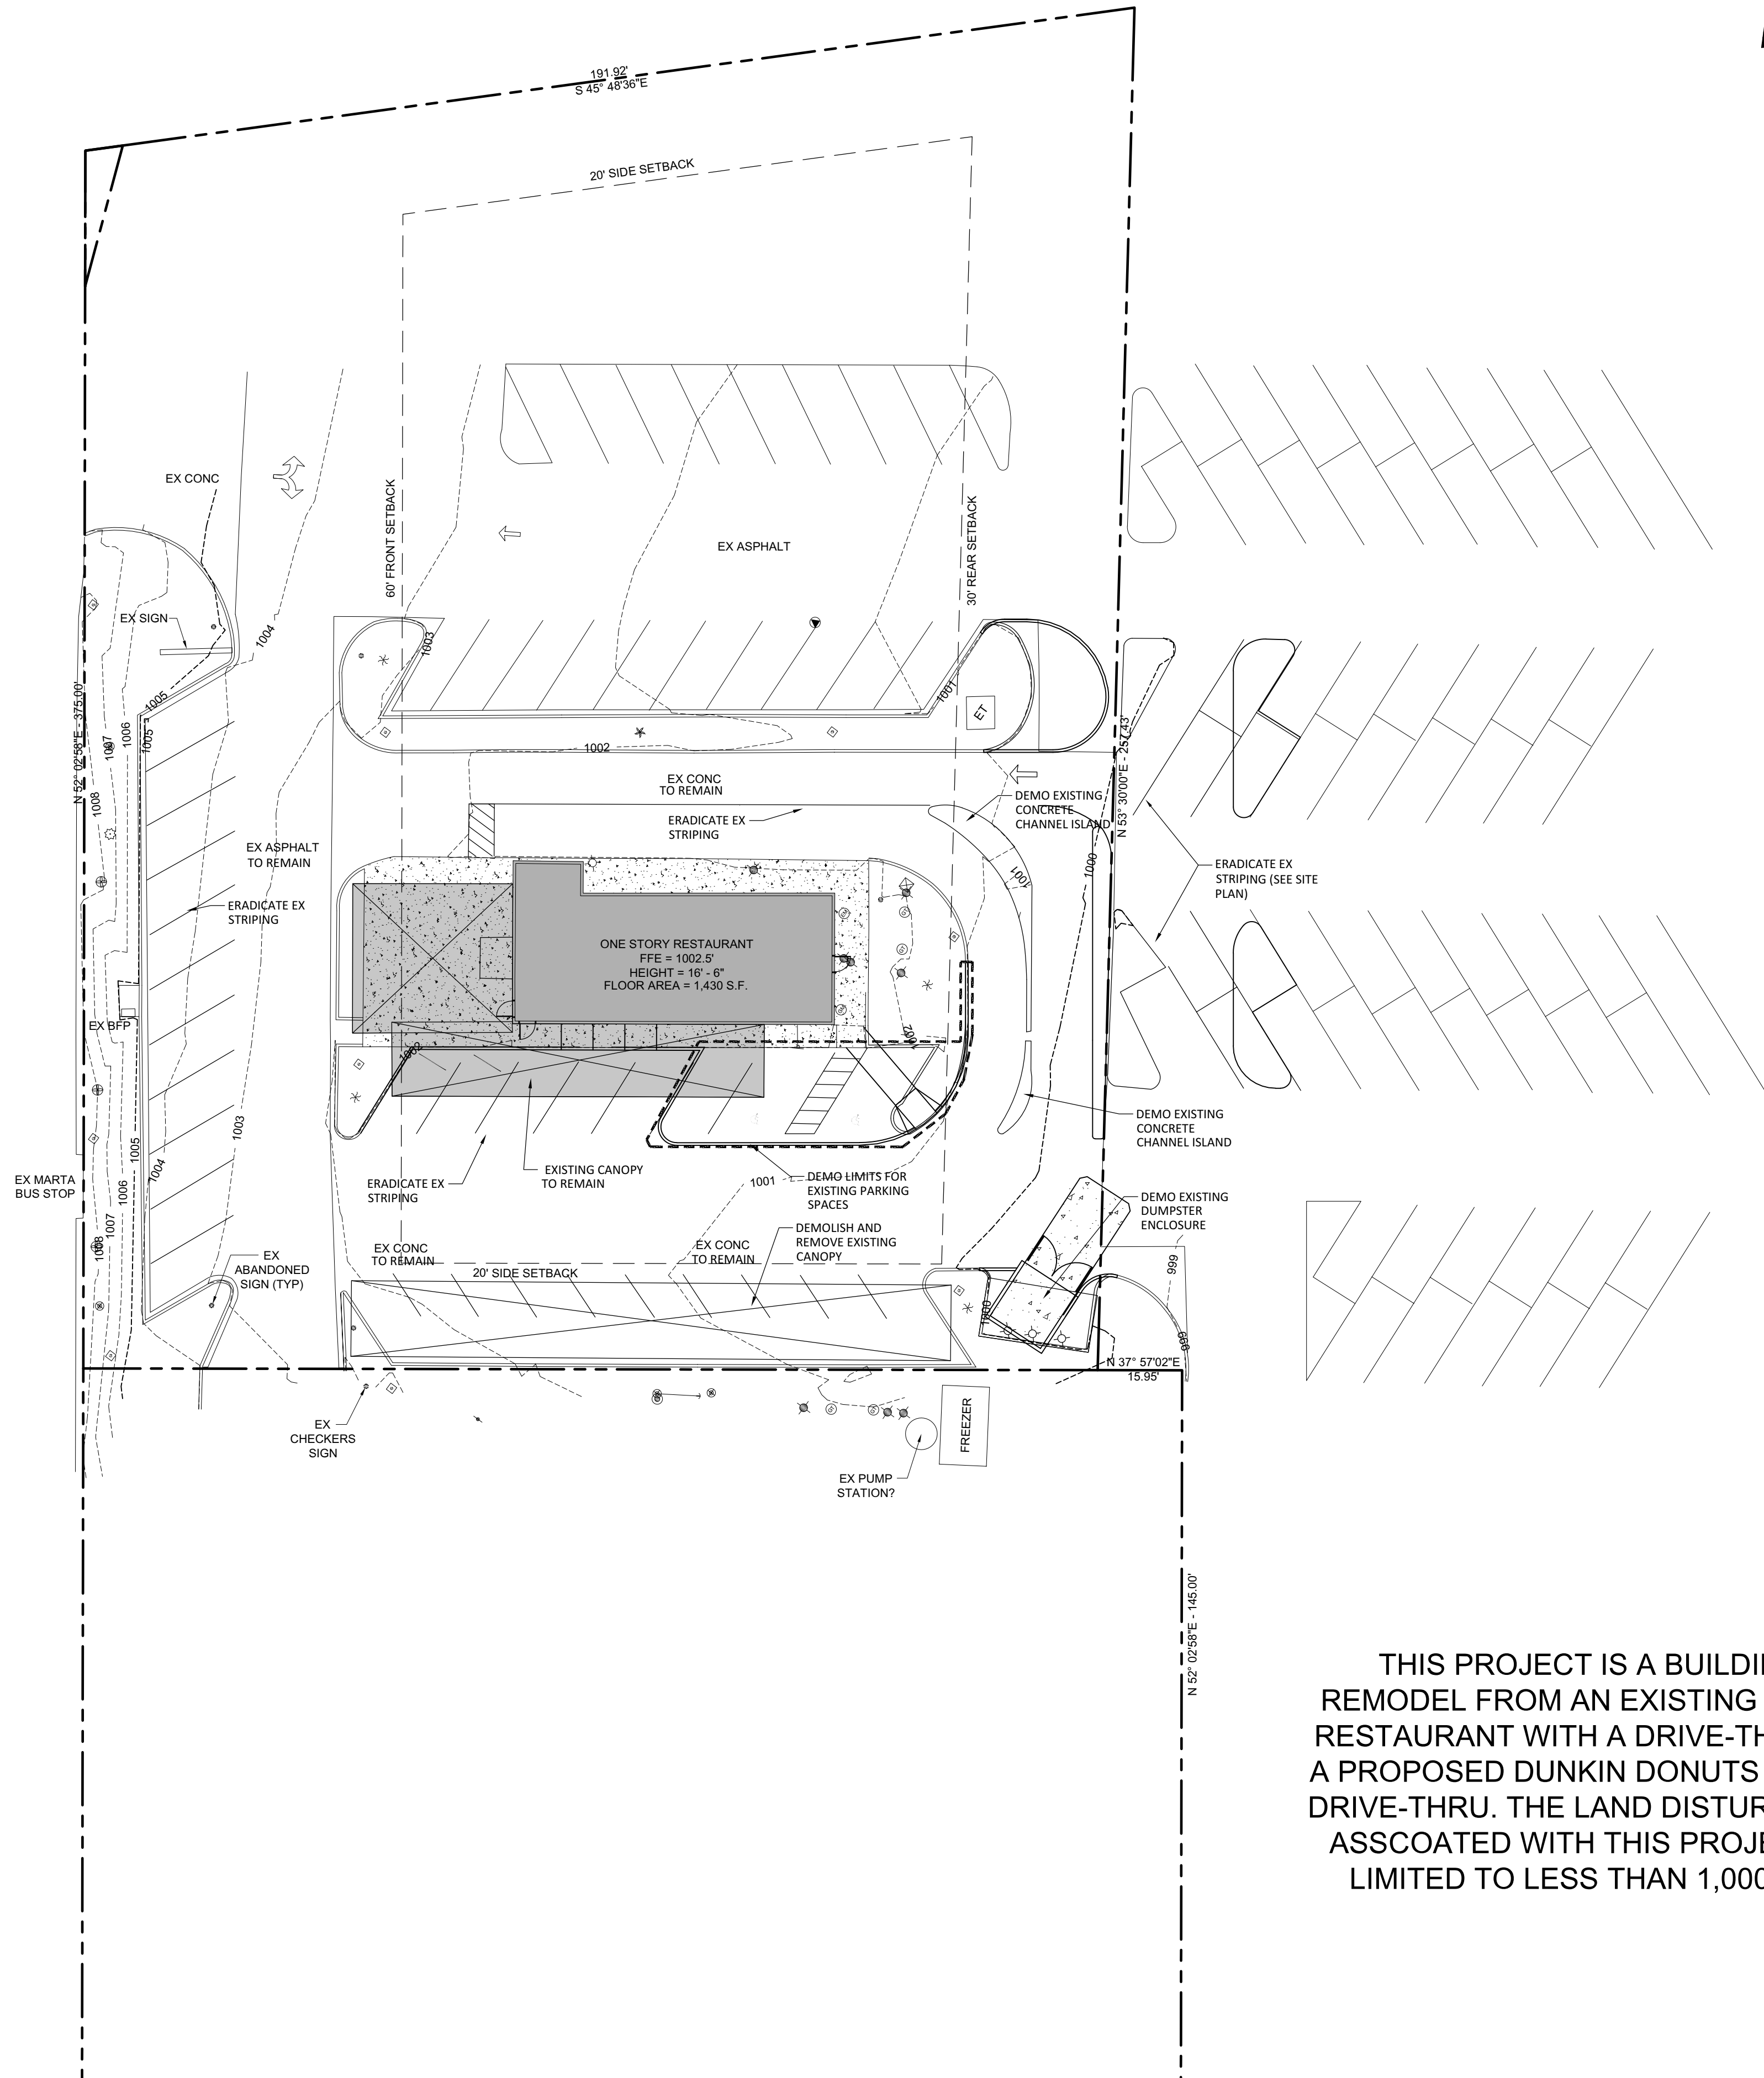 191.92'
S 45° 48'36"E
20' SIDE SETBACK
EX CONC
60' FRONT SETBACK
30' REAR SETBACK
EX ASPHALT
EX SIGN
1004
1003
1005
1005
1001
ET
N 52° 02'58"E - 375.00'
1006
1007
1008
1002
N 53° 30'00"E - 257.43'
EX CONC
TO REMAIN
DEMO EXISTING
CONCRETE
CHANNEL ISLAND
ERADICATE EX
STRIPING
EX ASPHALT
TO REMAIN
1001
1000
ERADICATE EX
STRIPING (SEE SITE
PLAN)
ERADICATE EX
STRIPING
ONE STORY RESTAURANT
FFE = 1002.5'
HEIGHT = 16' - 6"
FLOOR AREA = 1,430 S.F.
EX BFP
1002
1002
1003
1005
1004
DEMO EXISTING
CONCRETE
CHANNEL ISLAND
EX MARTA
BUS STOP
1006
1007
1008
ERADICATE EX
STRIPING
EXISTING CANOPY
TO REMAIN
1001
DEMO LIMITS FOR
EXISTING PARKING
SPACES
DEMO EXISTING
DUMPSTER
ENCLOSURE
DEMOLISH AND
REMOVE EXISTING
CANOPY
EX
ABANDONED
SIGN (TYP)
EX CONC
TO REMAIN
EX CONC
TO REMAIN
20' SIDE SETBACK
999
1000
999
N 37° 57'02"E
15.95'
EX
CHECKERS
SIGN
FREEZER
EX PUMP
STATION?
N 52° 02'58"E - 145.00'
THIS PROJECT IS A BUILDI
REMODEL FROM AN EXISTING
RESTAURANT WITH A DRIVE-TH
A PROPOSED DUNKIN DONUTS
DRIVE-THRU. THE LAND DISTUR
ASSCOATED WITH THIS PROJE
LIMITED TO LESS THAN 1,000